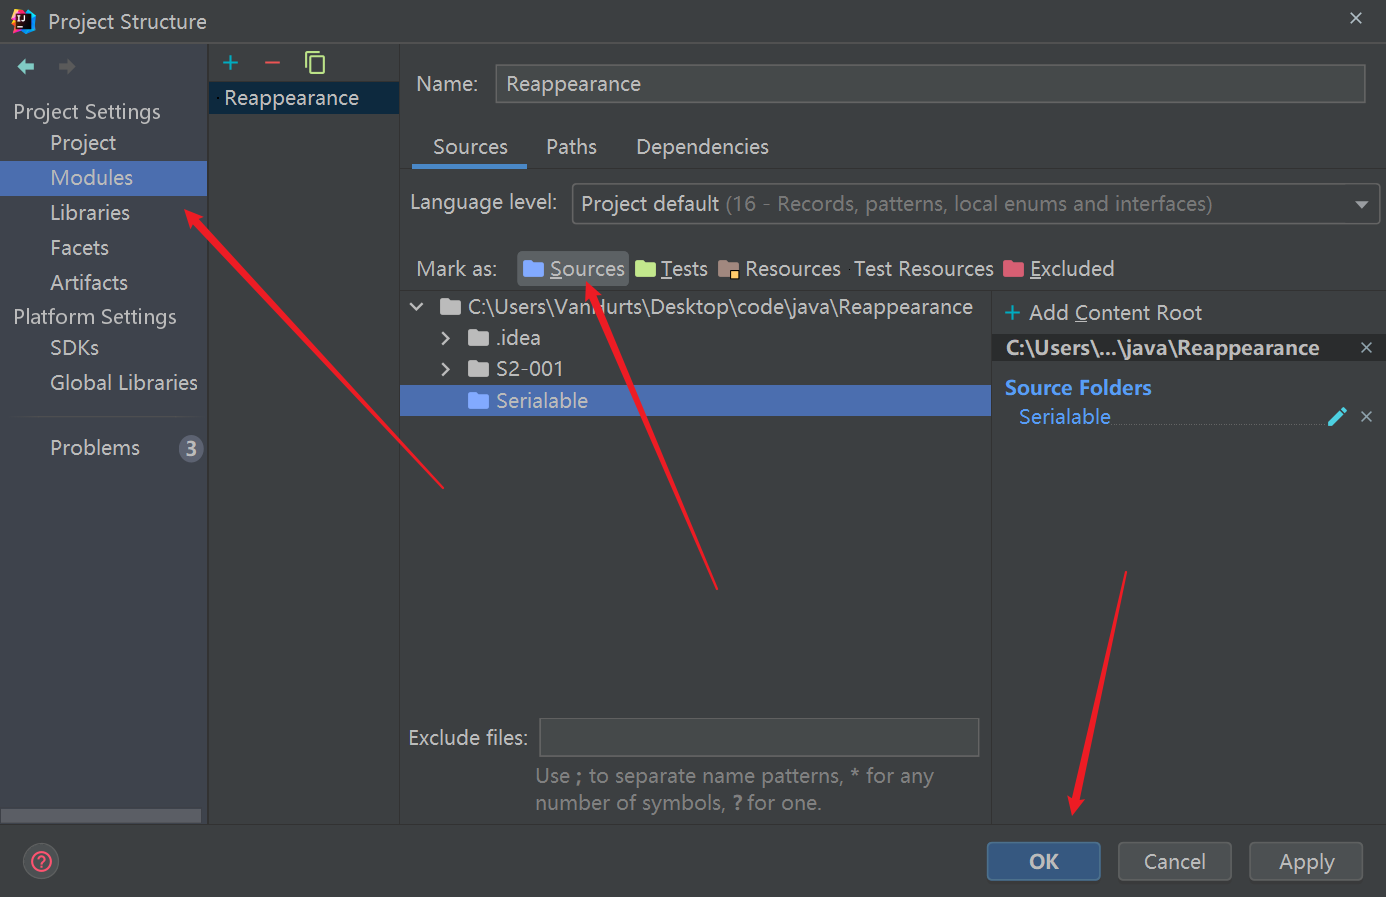 Project Structure
Project Settings
Project
Modules
Libraries
Facets
Artifacts
Platform Settings
SDKs
Global Libraries
Problems 3
Reappearance
Name: Reappearance
Sources Paths Dependencies
Language level: Project default (16 - Records, patterns, local enums and interfaces)
Mark as: Sources Tests Resources Test Resources Excluded
C:\Users\VanHurts\Desktop\code\java\Reappearance
.idea
S2-001
Serialable
+ Add Content Root
C:\Users\...\java\Reappearance
Source Folders
Serialable
Exclude files:
Use ; to separate name patterns, * for any
number of symbols, ? for one.
OK Cancel Apply